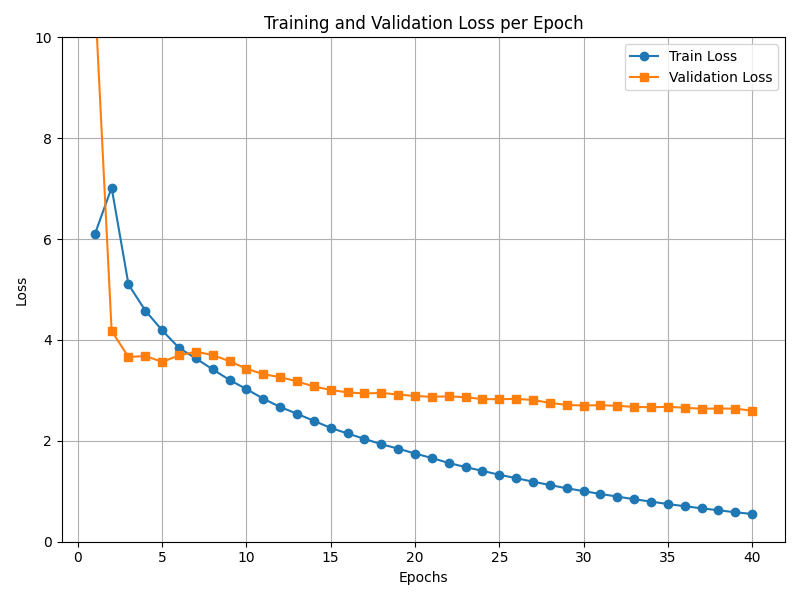 Training and Validation Loss per Epoch
10
8
6
4
2
0
Loss
Train Loss
Validation Loss
0 5 10 15 20 25 30 35 40
Epochs